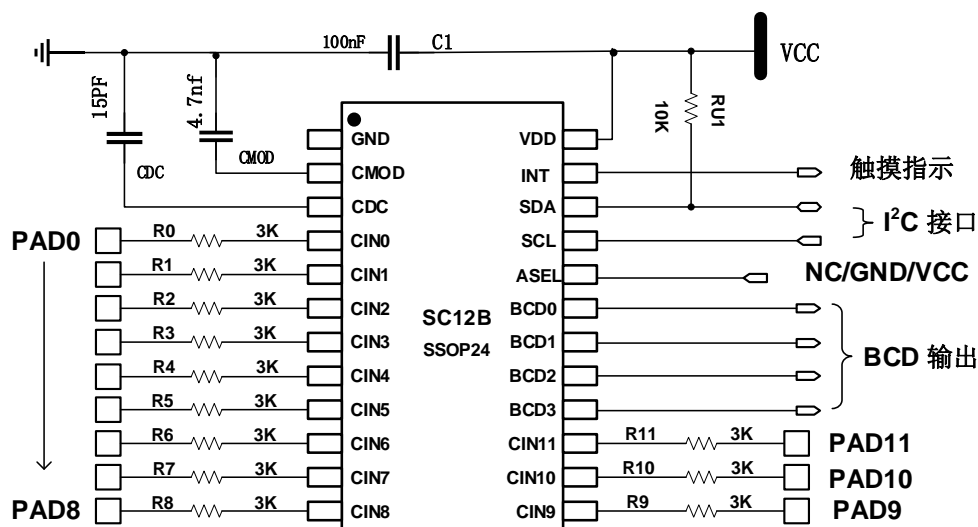 100nF C1
VCC
15PF
4.7nf
RU1
10K
CDC
CMOD
GND VDD
CMOD INT 触摸指示
CDC SDA
I²C 接口
PAD0 R0 3K CIN0 SCL
R1 3K CIN1 ASEL NC/GND/VCC
R2 3K CIN2 BCD0
SC12B
R3 3K CIN3 BCD1
SSOP24
BCD 输出
R4 3K CIN4 BCD2
R5 3K CIN5 BCD3
R6 3K CIN6 CIN11 R11 3K PAD11
R7 3K CIN7 CIN10 R10 3K PAD10
PAD8 R8 3K CIN8 CIN9 R9 3K PAD9